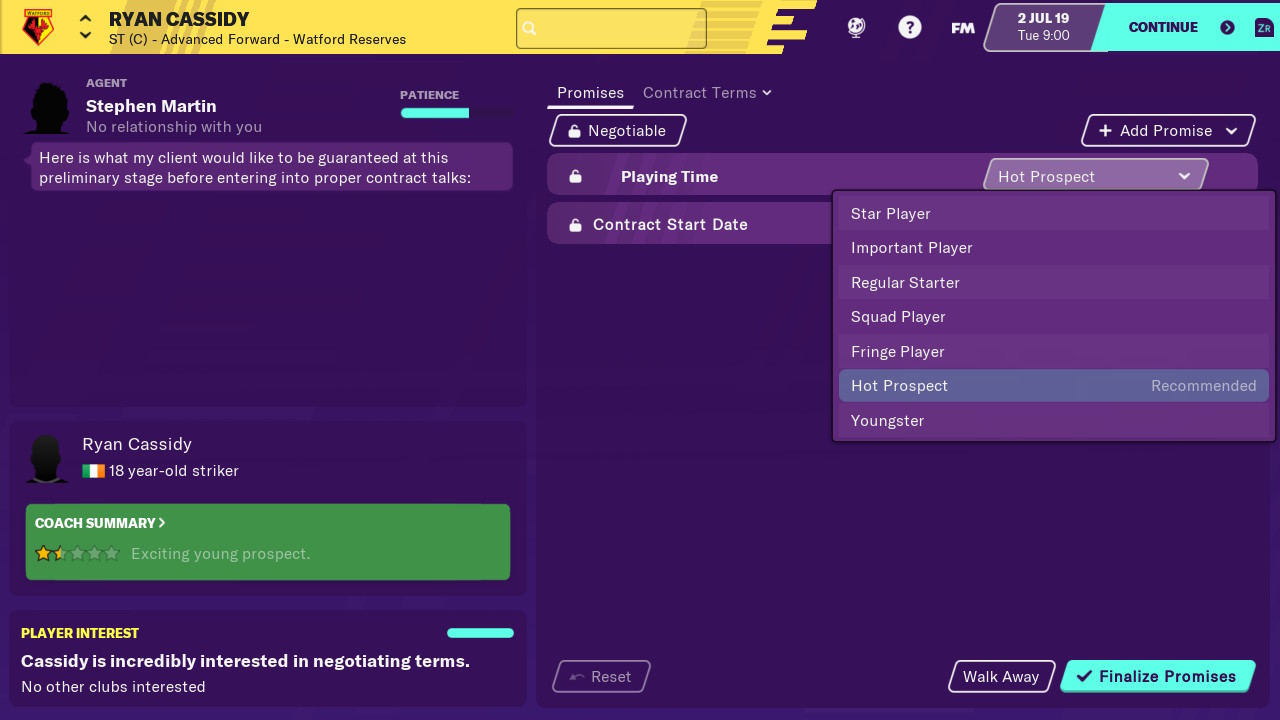 WATFORD
RYAN CASSIDY
ST (C) - Advanced Forward - Watford Reserves
?
FM
2 JUL 19
Tue 9:00
CONTINUE
ZR
AGENT
Stephen Martin
No relationship with you
PATIENCE
Here is what my client would like to be guaranteed at this
preliminary stage before entering into proper contract talks:
Ryan Cassidy
18 year-old striker
COACH SUMMARY >
Exciting young prospect.
PLAYER INTEREST
Cassidy is incredibly interested in negotiating terms.
No other clubs interested
Promises
Contract Terms
Negotiable
+ Add Promise
Playing Time
Hot Prospect
Contract Start Date
Star Player
Important Player
Regular Starter
Squad Player
Fringe Player
Hot Prospect
Recommended
Youngster
Reset
Walk Away
Finalize Promises